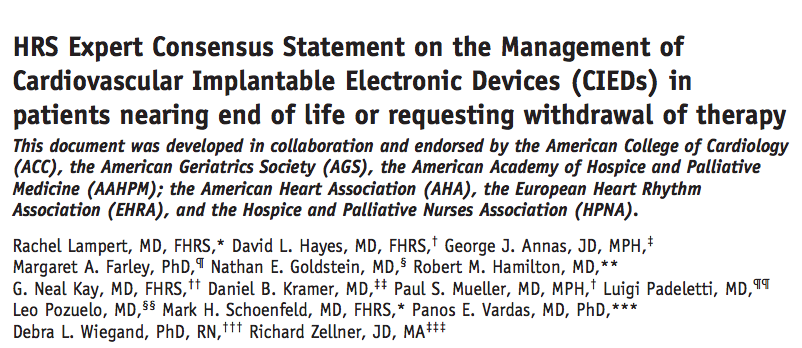 HRS Expert Consensus Statement on the Management of
Cardiovascular Implantable Electronic Devices (CIEDs) in
patients nearing end of life or requesting withdrawal of therapy
This document was developed in collaboration and endorsed by the American College of Cardiology
(ACC), the American Geriatrics Society (AGS), the American Academy of Hospice and Palliative
Medicine (AAHPM); the American Heart Association (AHA), the European Heart Rhythm
Association (EHRA), and the Hospice and Palliative Nurses Association (HPNA).
Rachel Lampert, MD, FHRS,* David L. Hayes, MD, FHRS,† George J. Annas, JD, MPH,‡
Margaret A. Farley, PhD,¶ Nathan E. Goldstein, MD,§ Robert M. Hamilton, MD,**
G. Neal Kay, MD, FHRS,†† Daniel B. Kramer, MD,‡‡ Paul S. Mueller, MD, MPH,† Luigi Padeletti, MD,¶¶
Leo Pozuelo, MD,§§ Mark H. Schoenfeld, MD, FHRS,* Panos E. Vardas, MD, PhD,***
Debra L. Wiegand, PhD, RN,††† Richard Zellner, JD, MA‡‡‡